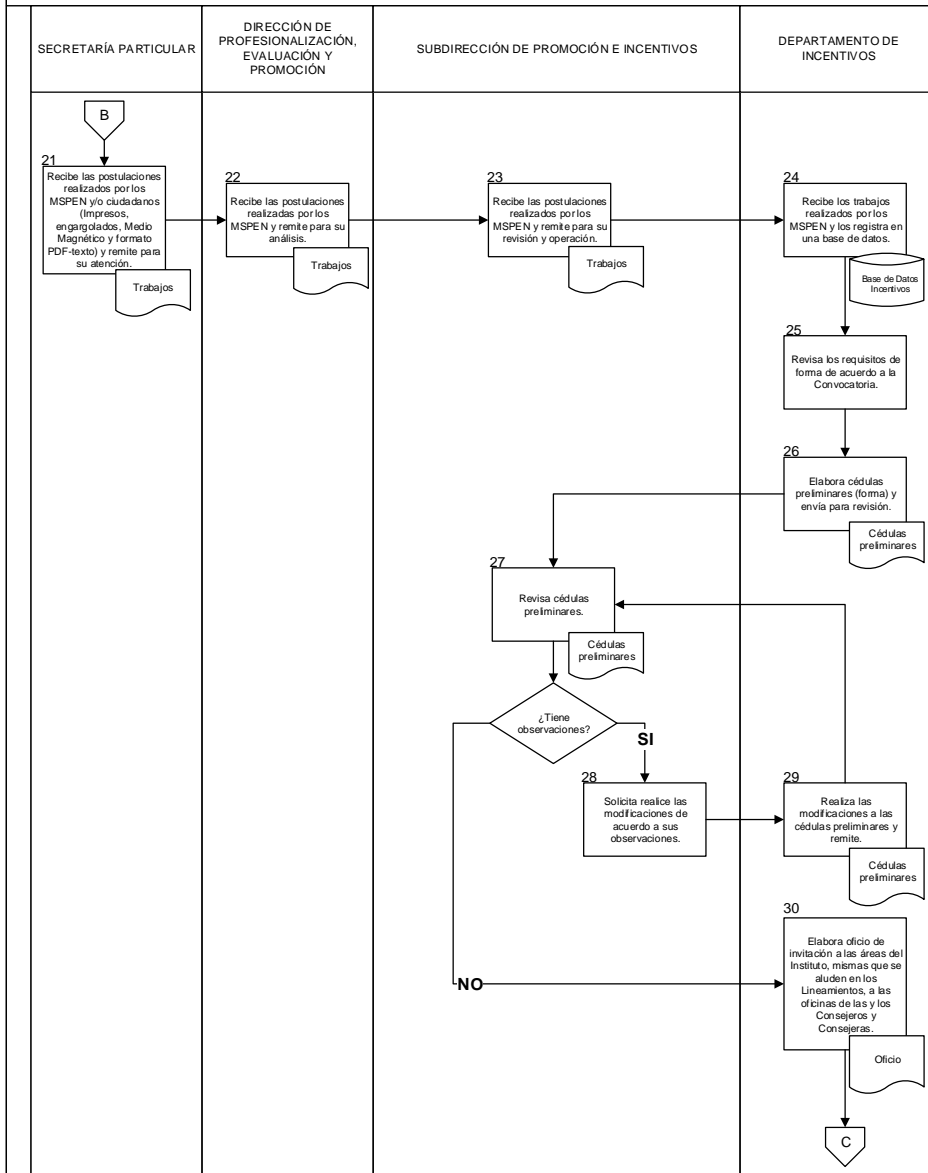 SECRETARÍA PARTICULAR
DIRECCIÓN DE
PROFESIONALIZACIÓN,
EVALUACIÓN Y
PROMOCIÓN
SUBDIRECCIÓN DE PROMOCIÓN E INCENTIVOS
DEPARTAMENTO DE
INCENTIVOS
B
21
Recibe las postulaciones
realizados por los
MSPEN y/o ciudadanos
(Impresos,
engargolados, Medio
Magnético y formato
PDF-texto) y remite para
su atención.
Trabajos
22
Recibe las postulaciones
realizadas por los
MSPEN y remite para su
análisis.
Trabajos
23
Recibe las postulaciones
realizados por los
MSPEN y remite para su
revisión y operación.
Trabajos
24
Recibe los trabajos
realizados por los
MSPEN y los registra en
una base de datos.
Base de Datos
Incentivos
25
Revisa los requisitos de
forma de acuerdo a la
Convocatoria.
26
Elabora cédulas
preliminares (forma) y
envía para revisión.
Cédulas
preliminares
27
Revisa cédulas
preliminares.
Cédulas
preliminares
¿Tiene
observaciones?
SI
28
Solicita realice las
modificaciones de
acuerdo a sus
observaciones.
29
Realiza las
modificaciones a las
cédulas preliminares y
remite.
Cédulas
preliminares
NO
30
Elabora oficio de
invitación a las áreas del
Instituto, mismas que se
aluden en los
Lineamientos, a las
oficinas de las y los
Consejeros y
Consejeras.
Oficio
C